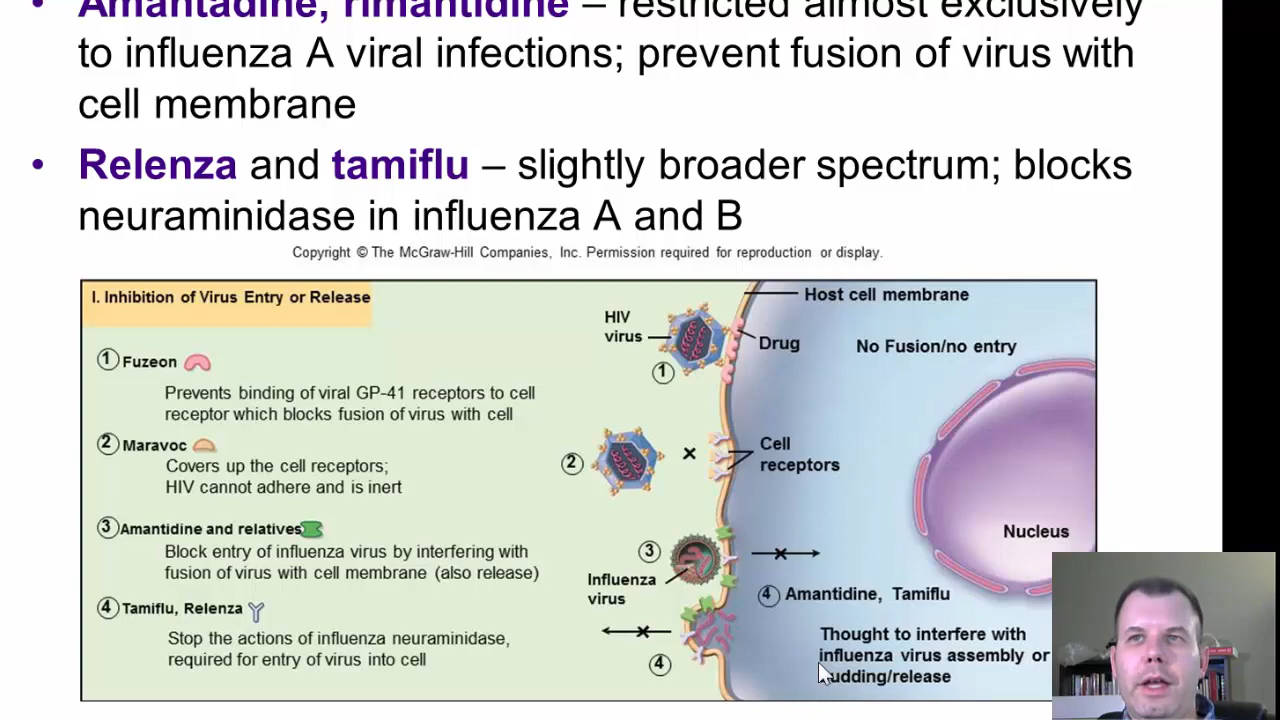 • Amantadine, rimantidine – restricted almost exclusively
to influenza A viral infections; prevent fusion of virus with
cell membrane
• Relenza and tamiflu – slightly broader spectrum; blocks
neuraminidase in influenza A and B
Copyright © The McGraw-Hill Companies, Inc. Permission required for reproduction or display.
I. Inhibition of Virus Entry or Release
1 Fuzeon
Prevents binding of viral GP-41 receptors to cell
receptor which blocks fusion of virus with cell
2 Maravoc
Covers up the cell receptors;
HIV cannot adhere and is inert
3 Amantidine and relatives
Block entry of influenza virus by interfering with
fusion of virus with cell membrane (also release)
4 Tamiflu, Relenza
Stop the actions of influenza neuraminidase,
required for entry of virus into cell
Host cell membrane
HIV
virus
Drug
No Fusion/no entry
1
2
Cell
receptors
Nucleus
3
Influenza
virus
4 Amantidine, Tamiflu
Thought to interfere with
influenza virus assembly or
budding/release
4